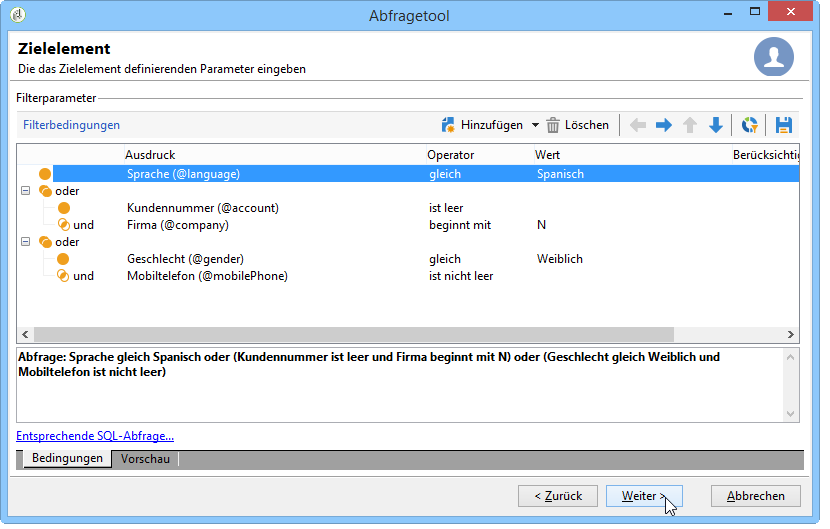 Abfragetool
Zielelement
Die das Zielelement definierenden Parameter eingeben
Filterparameter
Filterbedingungen Hinzufügen Löschen
Ausdruck Operator Wert Berücksichtig
Sprache (@language) gleich Spanisch
oder
Kundennummer (@account) ist leer
und Firma (@company) beginnt mit N
oder
Geschlecht (@gender) gleich Weiblich
und Mobiltelefon (@mobilePhone) ist nicht leer
Abfrage: Sprache gleich Spanisch oder (Kundennummer ist leer und Firma beginnt mit N) oder (Geschlecht gleich Weiblich und
Mobiltelefon ist nicht leer)
Entsprechende SQL-Abfrage...
Bedingungen Vorschau
< Zurück Weiter > Abbrechen